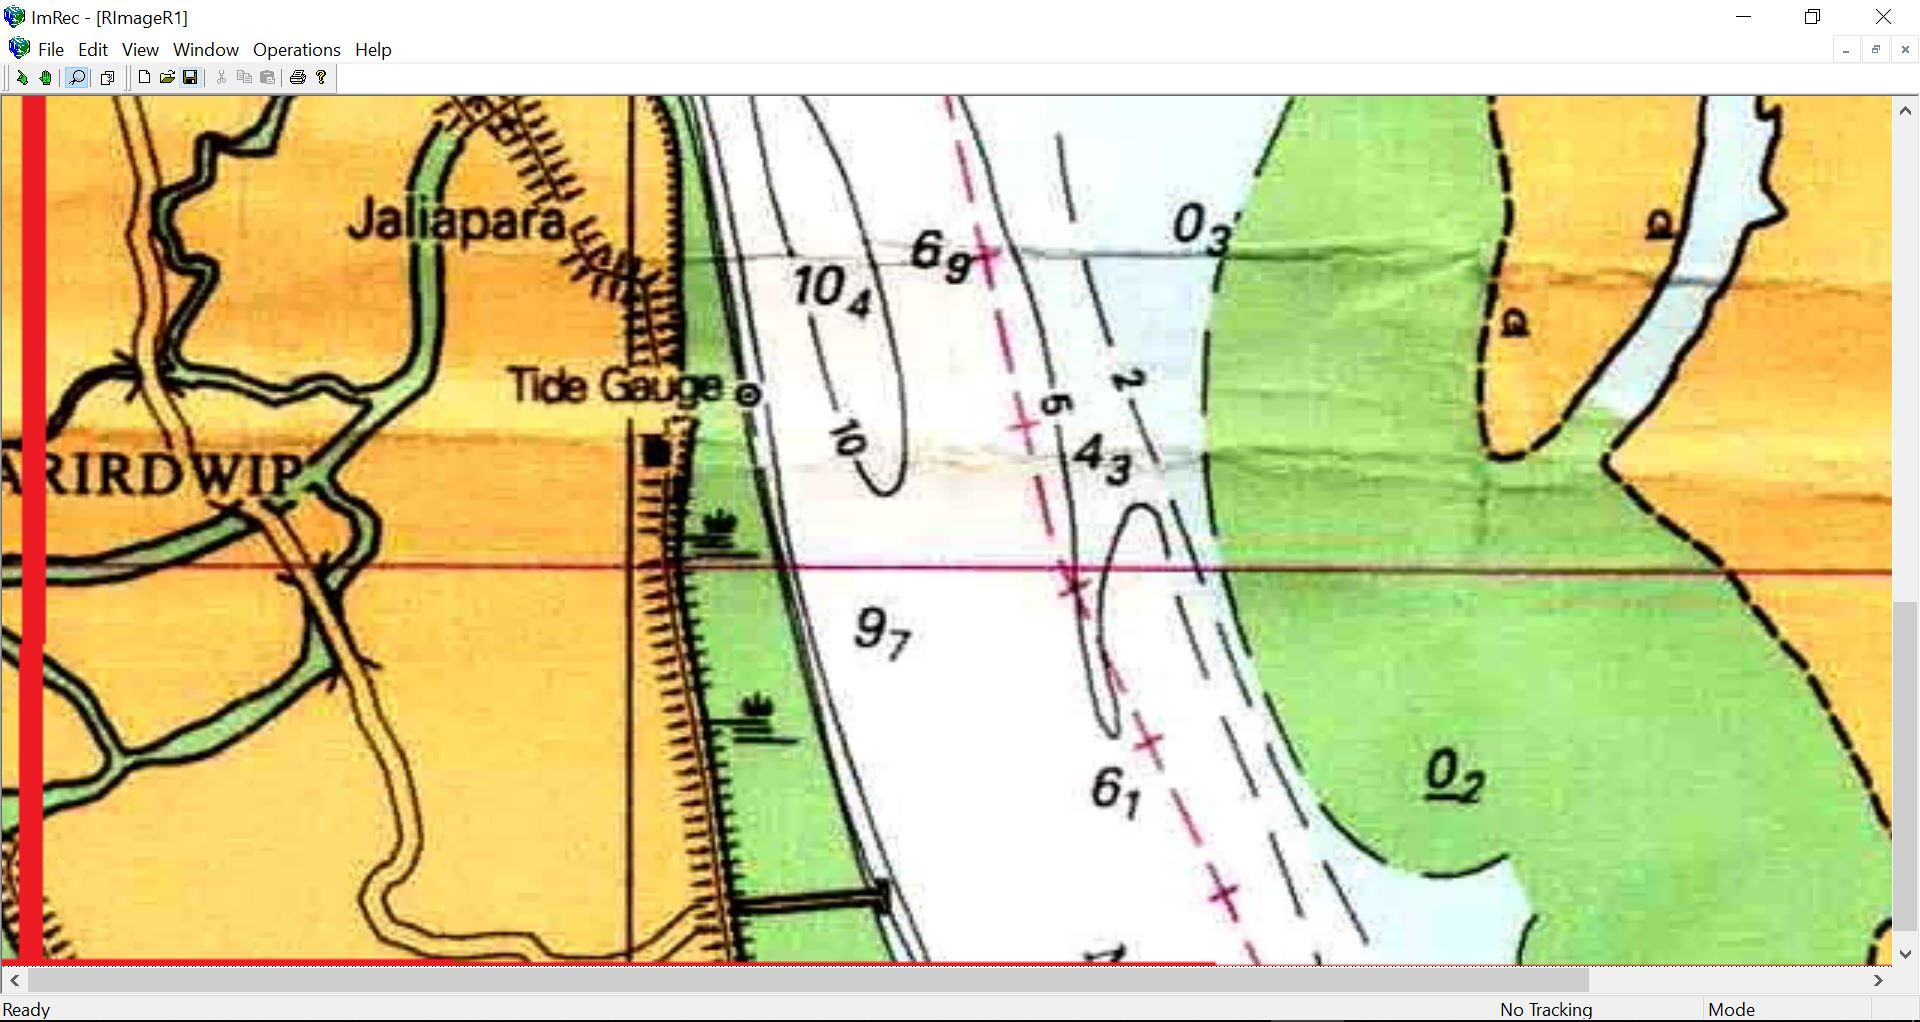 ImRec - [RImageR1]
File Edit View Window Operations Help
Jaliapara
0₃
6₉
10₄
Tide Gauge
2
5
10
4₃
ARIRDWIP
9₇
0₂
6₁
Ready
No Tracking
Mode